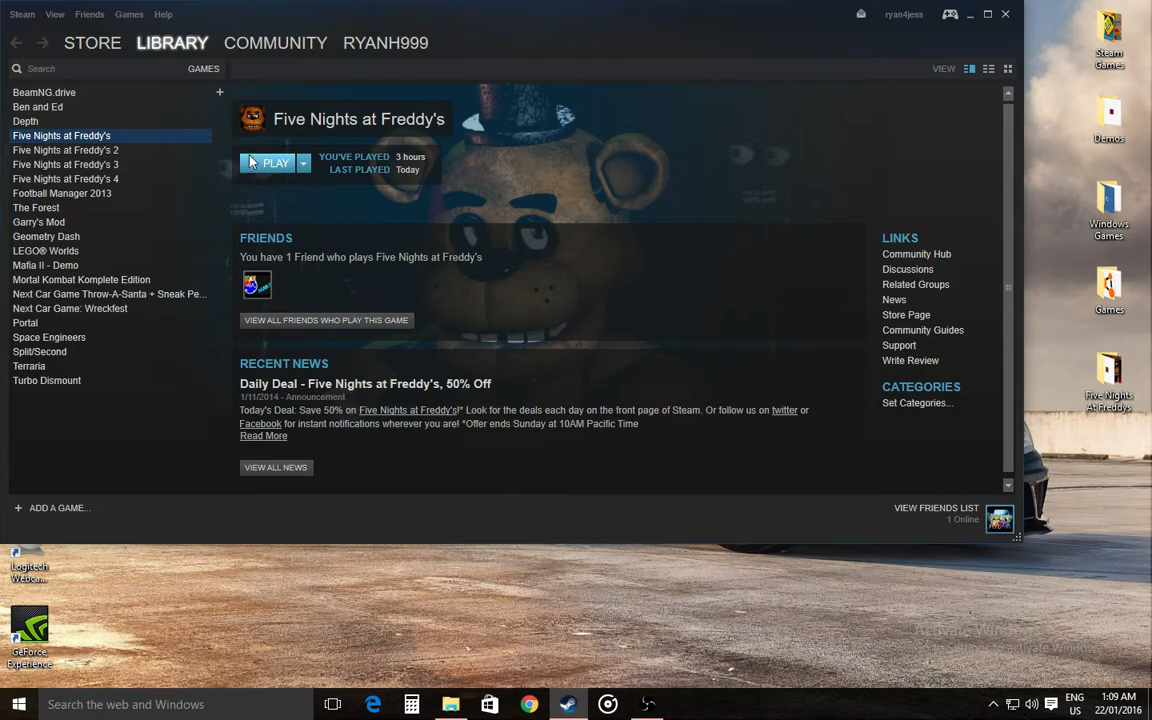 Steam View Friends Games Help ryan4jess
STORE LIBRARY COMMUNITY RYANH999
Search GAMES VIEW
BeamNG.drive
Ben and Ed
Depth
Five Nights at Freddy's
Five Nights at Freddy's 2
Five Nights at Freddy's 3
Five Nights at Freddy's 4
Football Manager 2013
The Forest
Garry's Mod
Geometry Dash
LEGO® Worlds
Mafia II - Demo
Mortal Kombat Komplete Edition
Next Car Game Throw-A-Santa + Sneak Pe...
Next Car Game: Wreckfest
Portal
Space Engineers
Split/Second
Terraria
Turbo Dismount
+ ADD A GAME...
Five Nights at Freddy's
PLAY
YOU'VE PLAYED 3 hours
LAST PLAYED Today
FRIENDS
You have 1 Friend who plays Five Nights at Freddy's
VIEW ALL FRIENDS WHO PLAY THIS GAME
RECENT NEWS
Daily Deal - Five Nights at Freddy's, 50% Off
1/11/2014 - Announcement
Today's Deal: Save 50% on Five Nights at Freddy's!* Look for the deals each day on the front page of Steam. Or follow us on twitter or
Facebook for instant notifications wherever you are! *Offer ends Sunday at 10AM Pacific Time
Read More
VIEW ALL NEWS
LINKS
Community Hub
Discussions
Related Groups
News
Store Page
Community Guides
Support
Write Review
CATEGORIES
Set Categories...
VIEW FRIENDS LIST
1 Online
Steam
Games
Demos
Windows
Games
Games
Five Nights
At Freddys
Logitech
Webca...
GeForce
Experience
Activate Windows
activate Windows.
Search the web and Windows
ENG
US
1:09 AM
22/01/2016